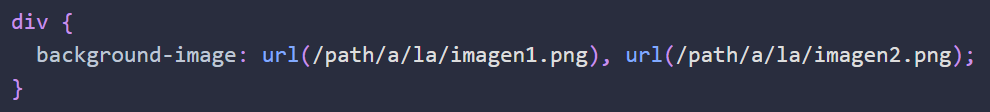 div {
  background-image: url(/path/a/la/imagen1.png), url(/path/a/la/imagen2.png);
}